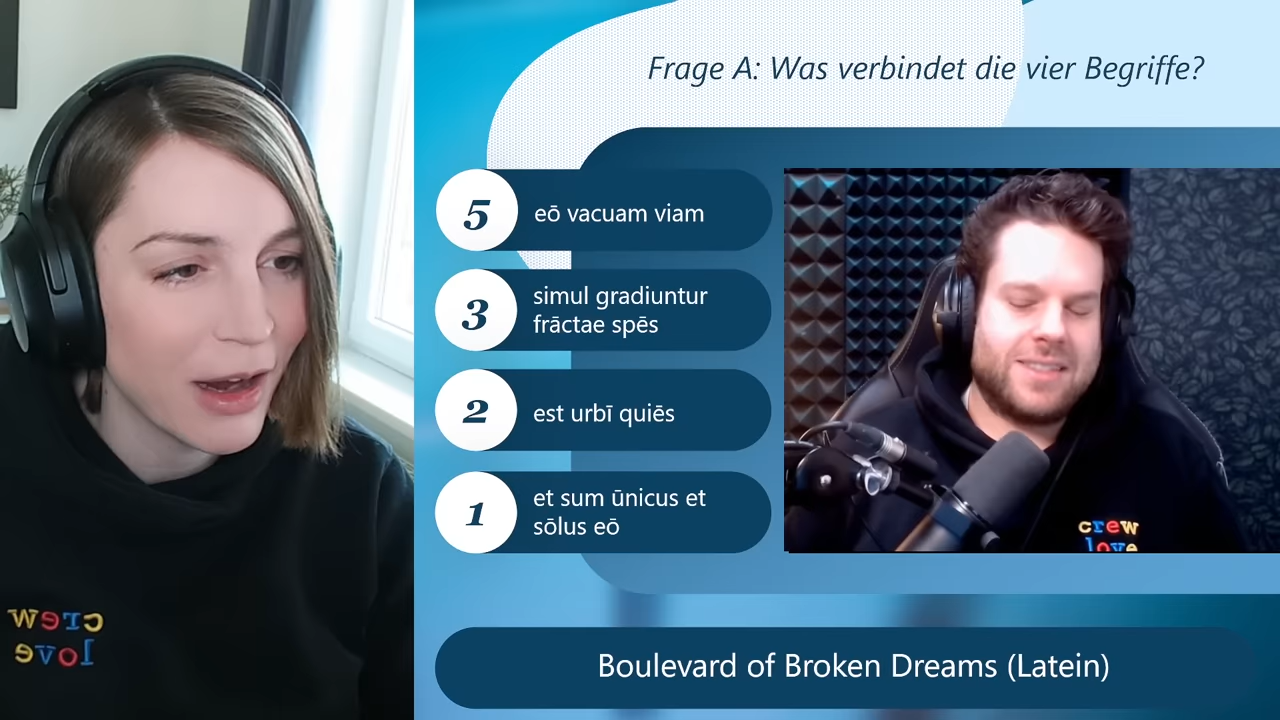 Frage A: Was verbindet die vier Begriffe?
5
eō vacuam viam
3
simul gradiuntur
frāctae spēs
2
est urbī quiēs
1
et sum ūnicus et
sōlus eō
crew
love
crew
love
Boulevard of Broken Dreams (Latein)